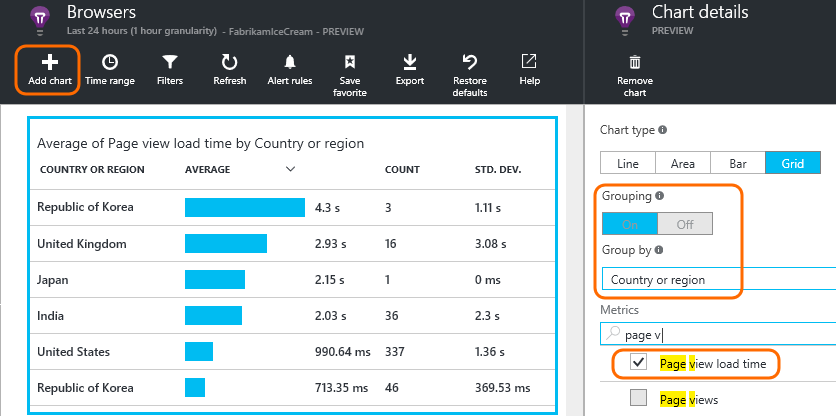 Browsers
Last 24 hours (1 hour granularity) - FabrikamIceCream - PREVIEW
Add chart
Time range
Filters
Refresh
Alert rules
Save favorite
Export
Restore defaults
Help
Average of Page view load time by Country or region
COUNTRY OR REGION AVERAGE COUNT STD. DEV.
Republic of Korea 4.3 s 3 1.11 s
United Kingdom 2.93 s 16 3.08 s
Japan 2.15 s 1 0 ms
India 2.03 s 36 2.3 s
United States 990.64 ms 337 1.36 s
Republic of Korea 713.35 ms 46 369.53 ms
Chart details
PREVIEW
Remove chart
Chart type
Line Area Bar Grid
Grouping
On Off
Group by
Country or region
Metrics
page v
Page view load time
Page views